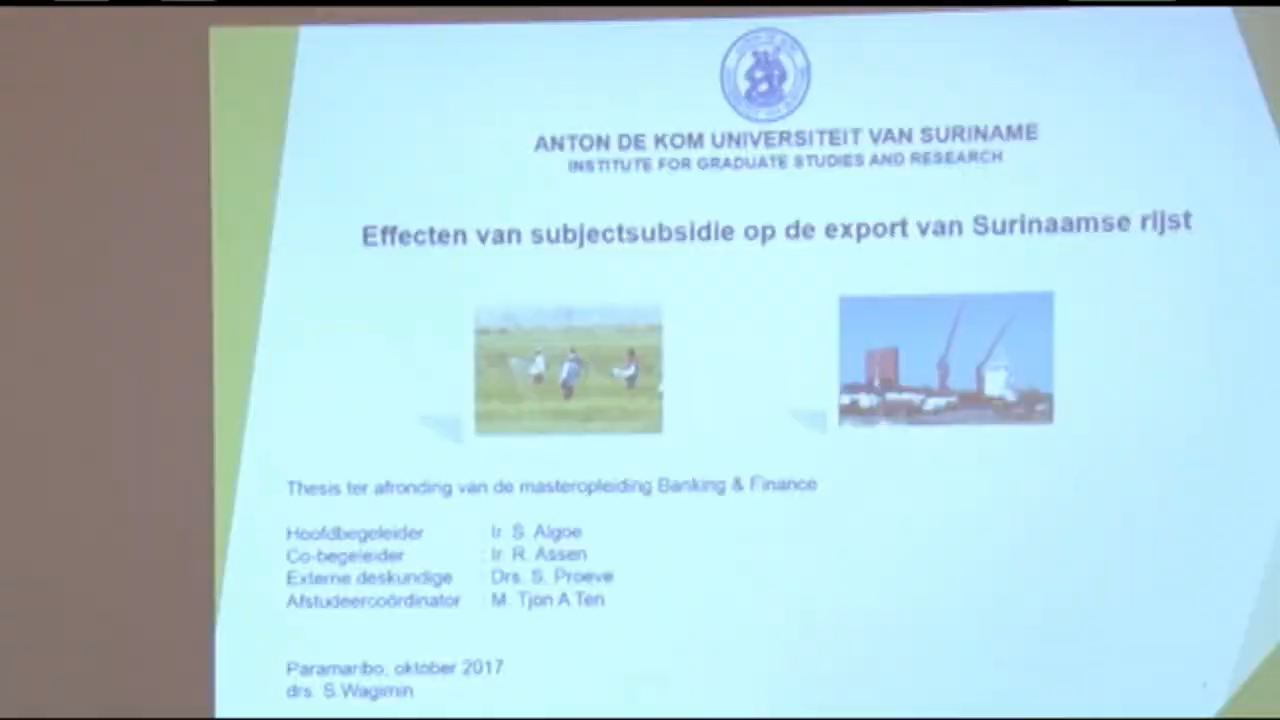 ANTON DE KOM UNIVERSITEIT VAN SURINAME
INSTITUTE FOR GRADUATE STUDIES AND RESEARCH
Effecten van subjectsubsidie op de export van Surinaamse rijst
Thesis ter afronding van de masteropleiding Banking & Finance
Hoofdbegeleider : Ir. S. Algoe
Co-begeleider : Ir. R. Assen
Externe deskundige : Drs. S. Proeve
Afstudeercoördinator : M. Tjon A Ten
Paramaribo, oktober 2017
drs. S.Wagimin